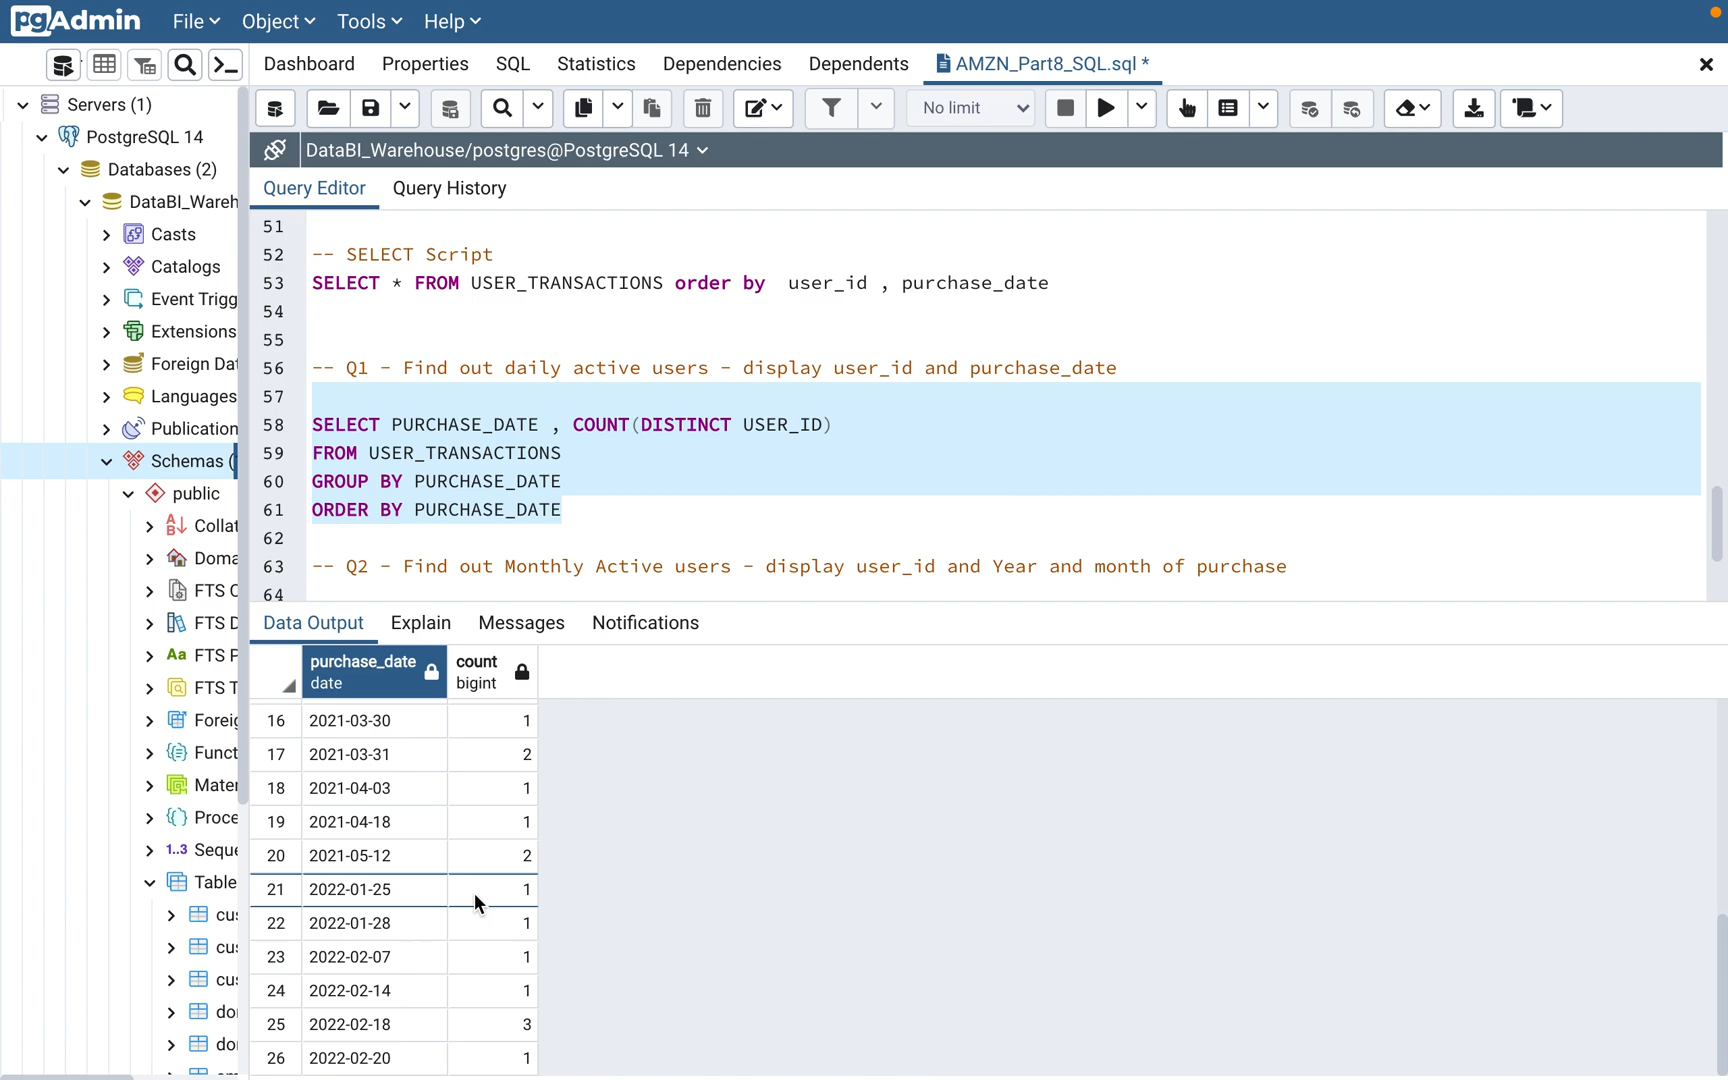 pgAdmin File Object Tools Help
Dashboard Properties SQL Statistics Dependencies Dependents AMZN_Part8_SQL.sql *
Servers (1)
PostgreSQL 14
Databases (2)
DataBI_Wareh
Casts
Catalogs
Event Trigg
Extensions
Foreign Dat
Languages
Publication
Schemas (
public
A
B
Collat
Doma
FTS C
FTS D
Aa FTS P
FTS T
Foreig
Funct
Mater
Proce
1..3 Seque
Table
cus
cus
cus
do
do
No limit
DataBI_Warehouse/postgres@PostgreSQL 14
Query Editor Query History
51
52 -- SELECT Script
53 SELECT * FROM USER_TRANSACTIONS order by user_id , purchase_date
54
55
56 -- Q1 - Find out daily active users - display user_id and purchase_date
57
58 SELECT PURCHASE_DATE , COUNT(DISTINCT USER_ID)
59 FROM USER_TRANSACTIONS
60 GROUP BY PURCHASE_DATE
61 ORDER BY PURCHASE_DATE
62
63 -- Q2 - Find out Monthly Active users - display user_id and Year and month of purchase
64
Data Output Explain Messages Notifications
purchase_date count
date bigint
16 2021-03-30 1
17 2021-03-31 2
18 2021-04-03 1
19 2021-04-18 1
20 2021-05-12 2
21 2022-01-25 1
22 2022-01-28 1
23 2022-02-07 1
24 2022-02-14 1
25 2022-02-18 3
26 2022-02-20 1